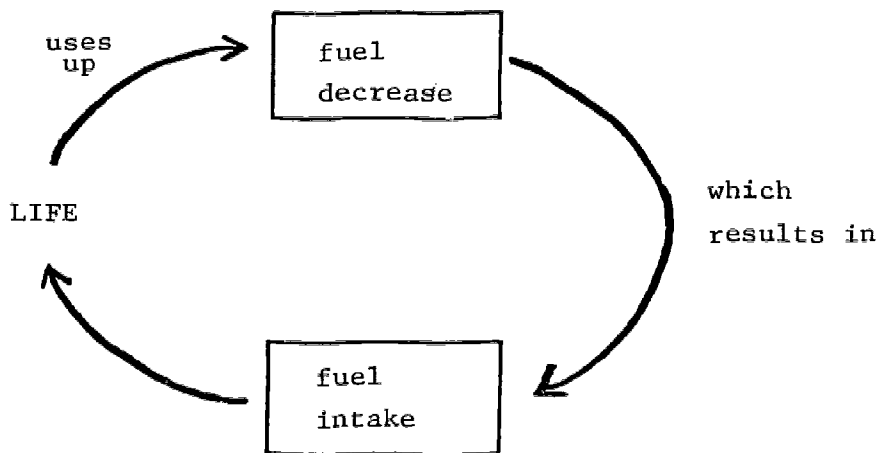 uses
up
fuel
decrease
which
results in
LIFE
fuel
intake